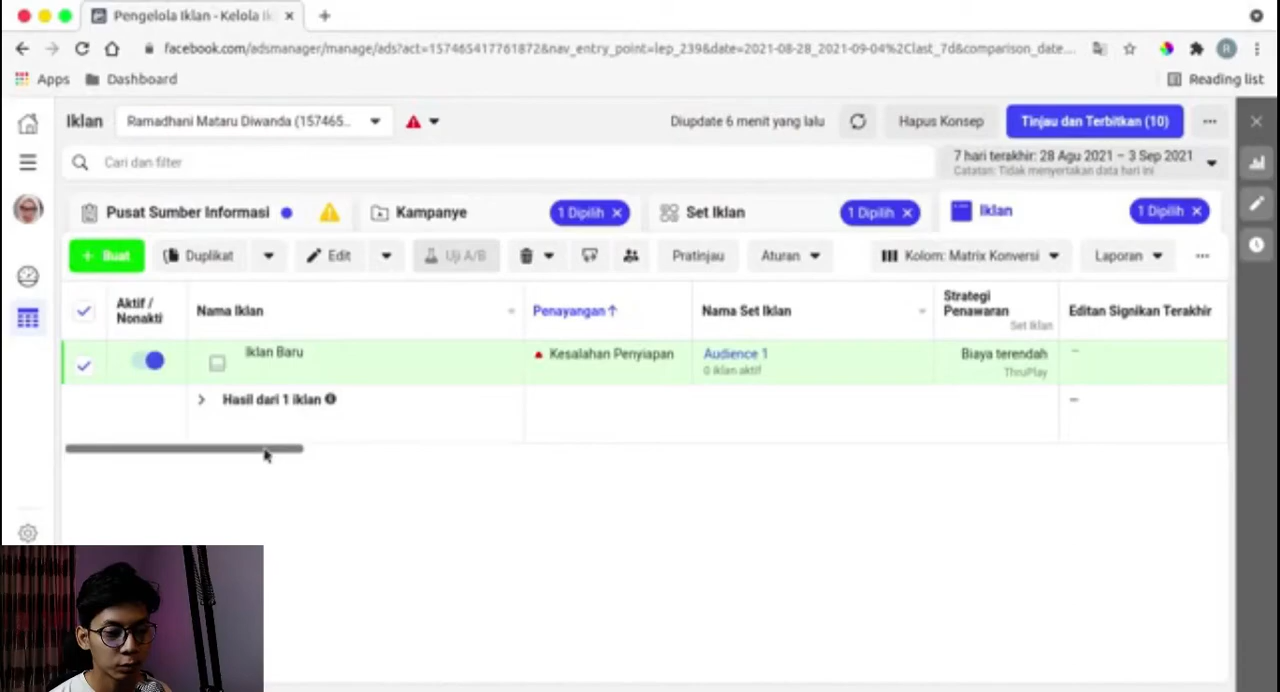 Pengelola Iklan - Kelola Ik
facebook.com/adsmanager/manage/ads?act=157465417761872&nav_entry_point=lep_239&date=2021-08-28_2021-09-04%2Clast_7d&comparison_date...
R
Apps
Dashboard
Reading list
Iklan
Ramadhani Mataru Diwanda (157465...
Diupdate 6 menit yang lalu
Hapus Konsep
Tinjau dan Terbitkan (10)
Cari dan filter
7 hari terakhir: 28 Agu 2021 – 3 Sep 2021
Catatan: Tidak menyertakan data hari ini
Pusat Sumber Informasi
Kampanye
1 Dipilih
Set Iklan
1 Dipilih
Iklan
1 Dipilih
+ Buat
Duplikat
Edit
Uji A/B
Pratinjau
Aturan
Kolom: Matrix Konversi
Laporan
Aktif /
Nonakti
Nama Iklan
Penayangan↑
Nama Set Iklan
Strategi
Penawaran
Set Iklan
Editan Signikan Terakhir
Iklan Baru
Kesalahan Penyiapan
Audience 1
0 iklan aktif
Biaya terendah
ThruPlay
–
Hasil dari 1 iklan
–